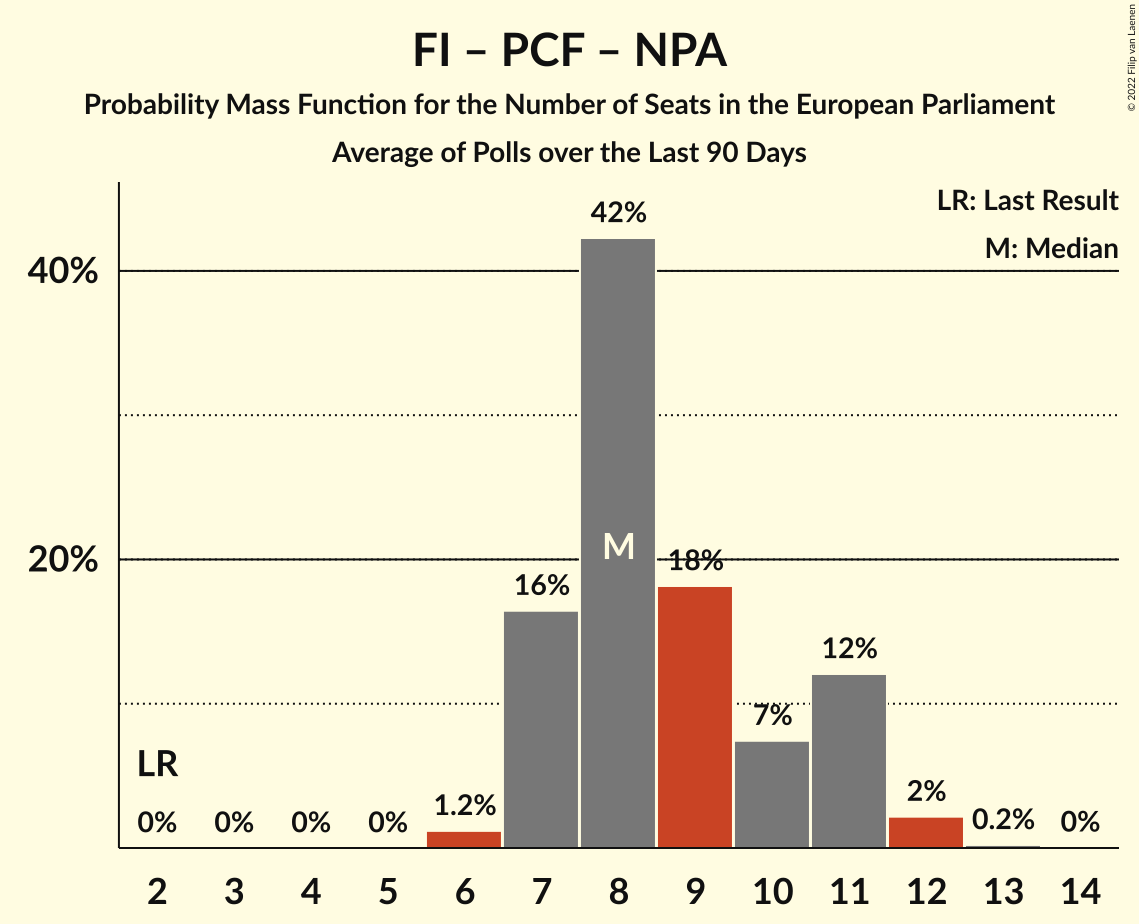 FI – PCF – NPA
Probability Mass Function for the Number of Seats in the European Parliament
Average of Polls over the Last 90 Days
© 2022 Filip van Laenen
LR: Last Result
M: Median
40%
20%
42%
M
18%
16%
12%
7%
LR
0% 0% 0% 0% 1.2% 2% 0.2% 0%
2 3 4 5 6 7 8 9 10 11 12 13 14